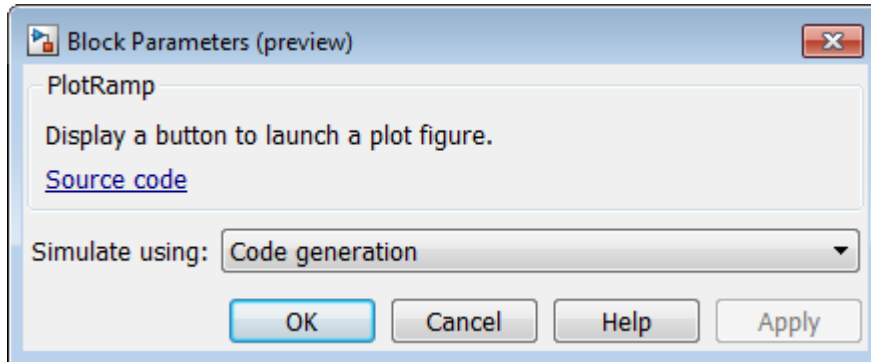 Block Parameters (preview)
PlotRamp
Display a button to launch a plot figure.
Source code
Simulate using: Code generation
OK Cancel Help Apply